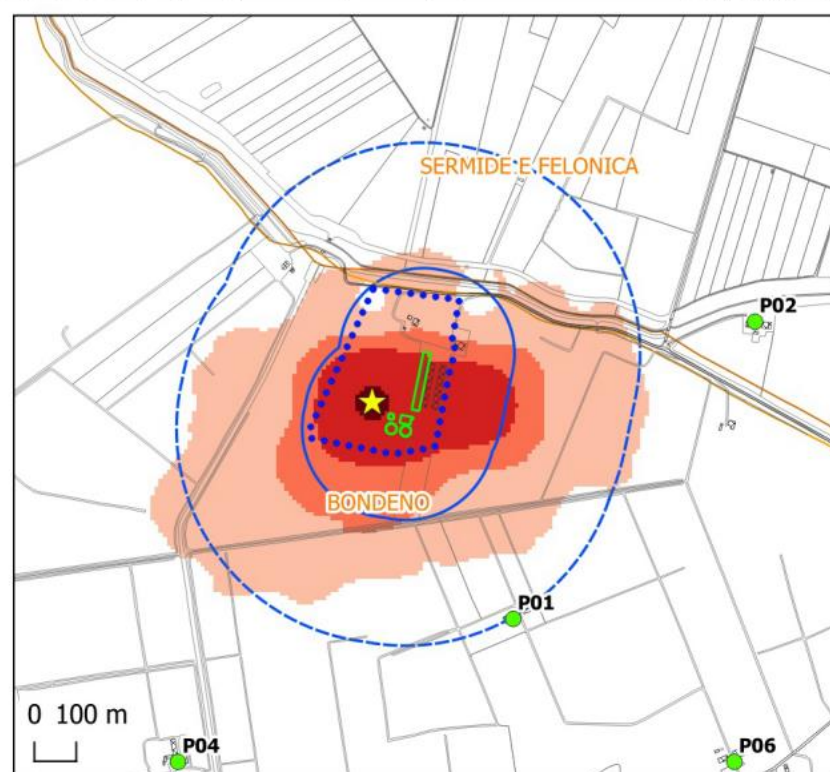 SERMIDE E FELONICA
P02
BONDENO
P01
0 100 m
P04
P06